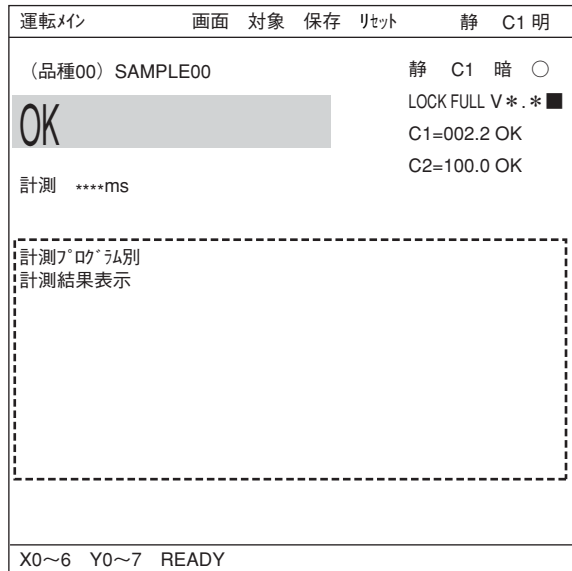 運転ﾒｲﾝ 画面 対象 保存 ﾘｾｯﾄ 静 C1 明
（品種00）SAMPLE00 静 C1 暗 ○
LOCK FULL V＊.＊■
OK
C1=002.2 OK
C2=100.0 OK
計測 ****ms
計測ﾌﾟﾛｸﾞﾗﾑ別
計測結果表示
X0～6 Y0～7 READY